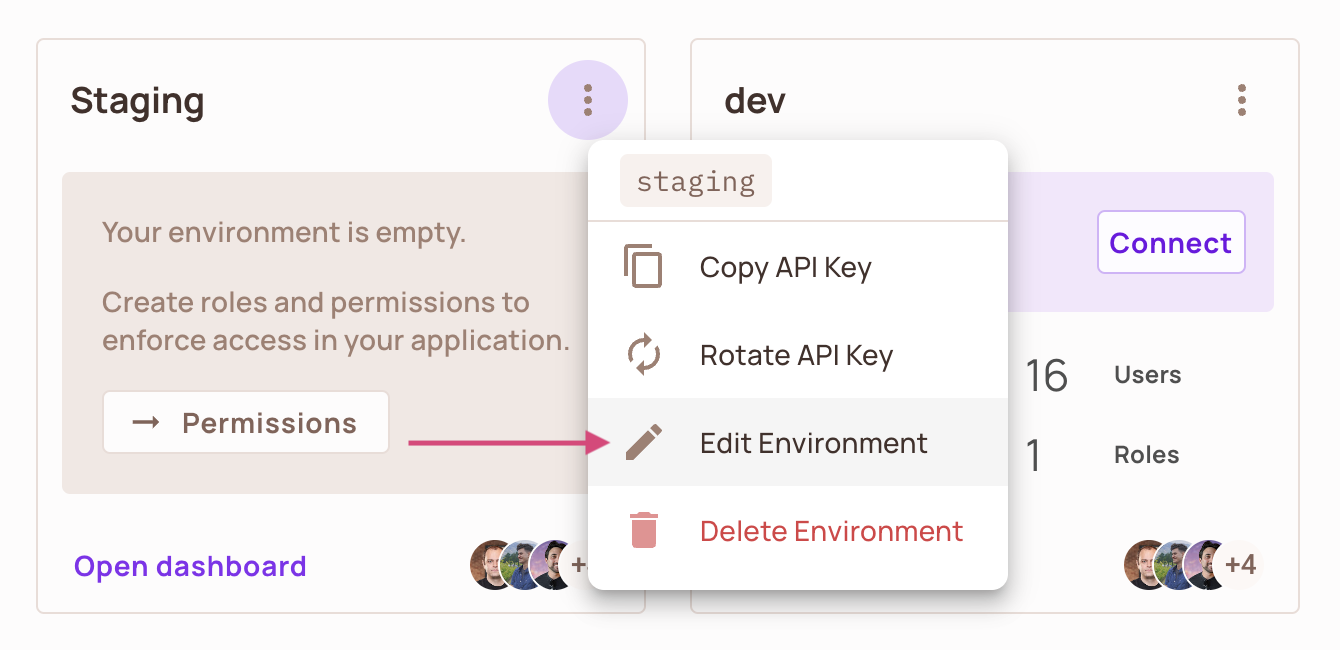 Staging
dev
staging
Your environment is empty.
Create roles and permissions to
enforce access in your application.
Permissions
Copy API Key
Rotate API Key
Edit Environment
Delete Environment
Connect
16 Users
1 Roles
Open dashboard
+
+4